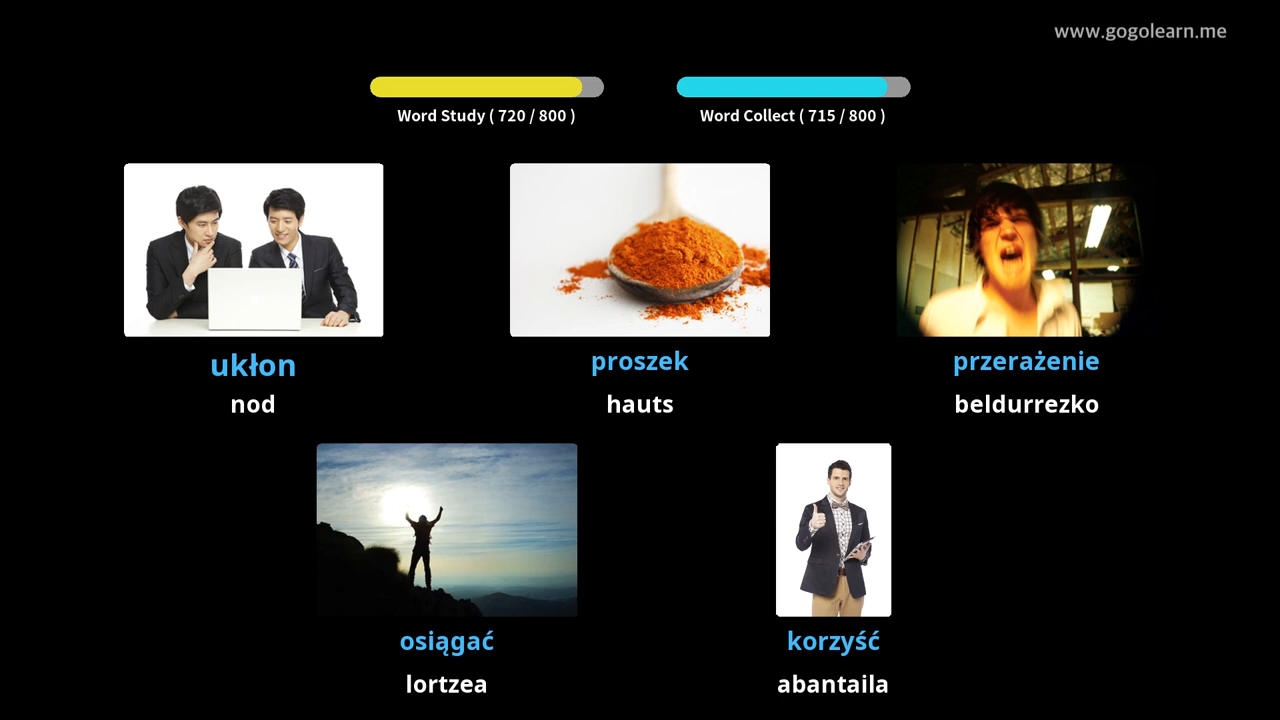 www.gogolearn.me
Word Study ( 720 / 800 )
Word Collect ( 715 / 800 )
ukłon
proszek
przerażenie
nod
hauts
beldurrezko
osiągać
korzyść
lortzea
abantaila